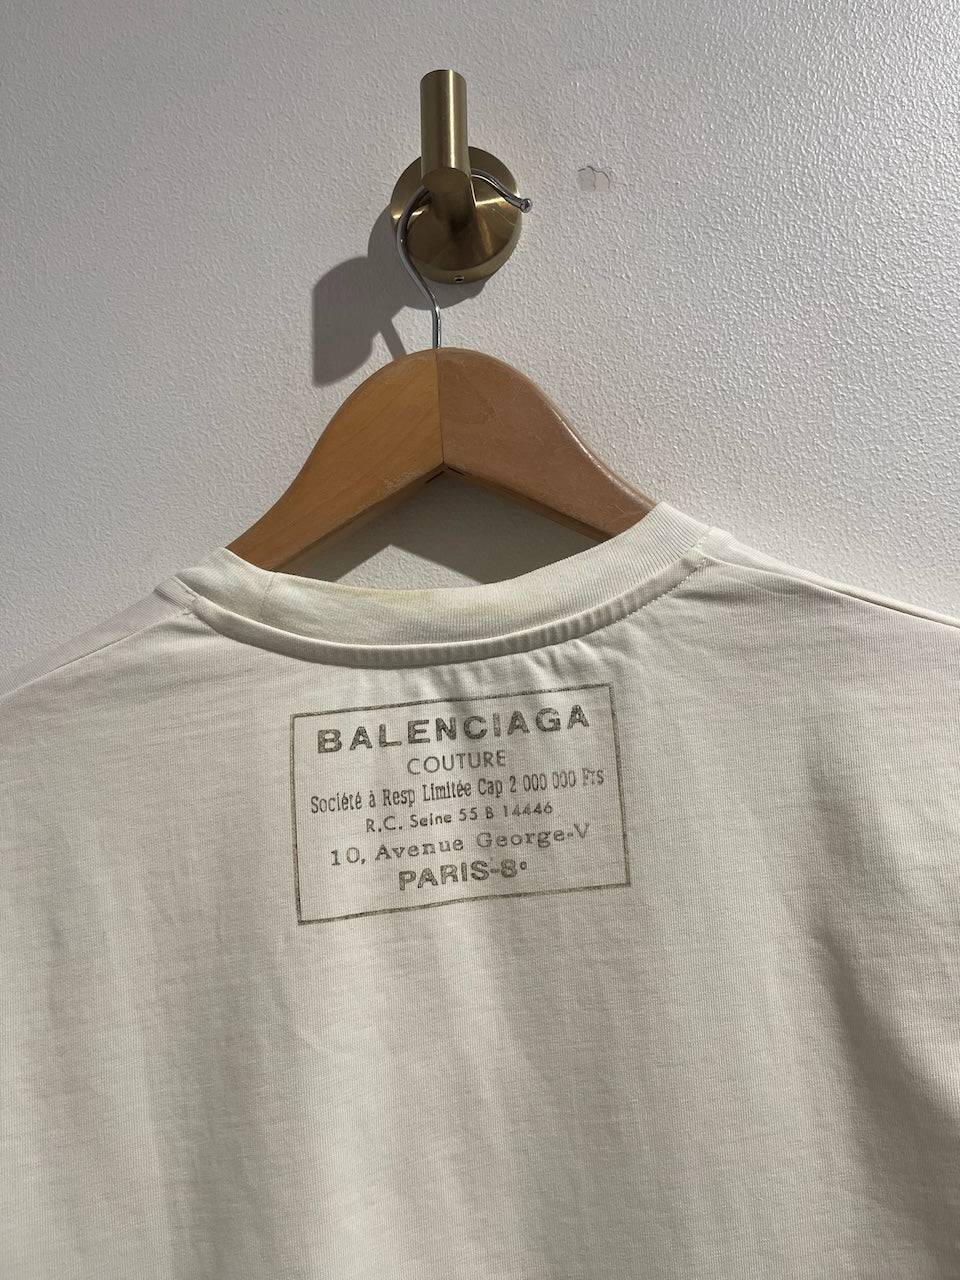 BALENCIAGA
COUTURE
Société à Resp Limitée Cap 2 000 000 Frs
R.C. Seine 55 B 14446
10, Avenue George-V
PARIS-8e